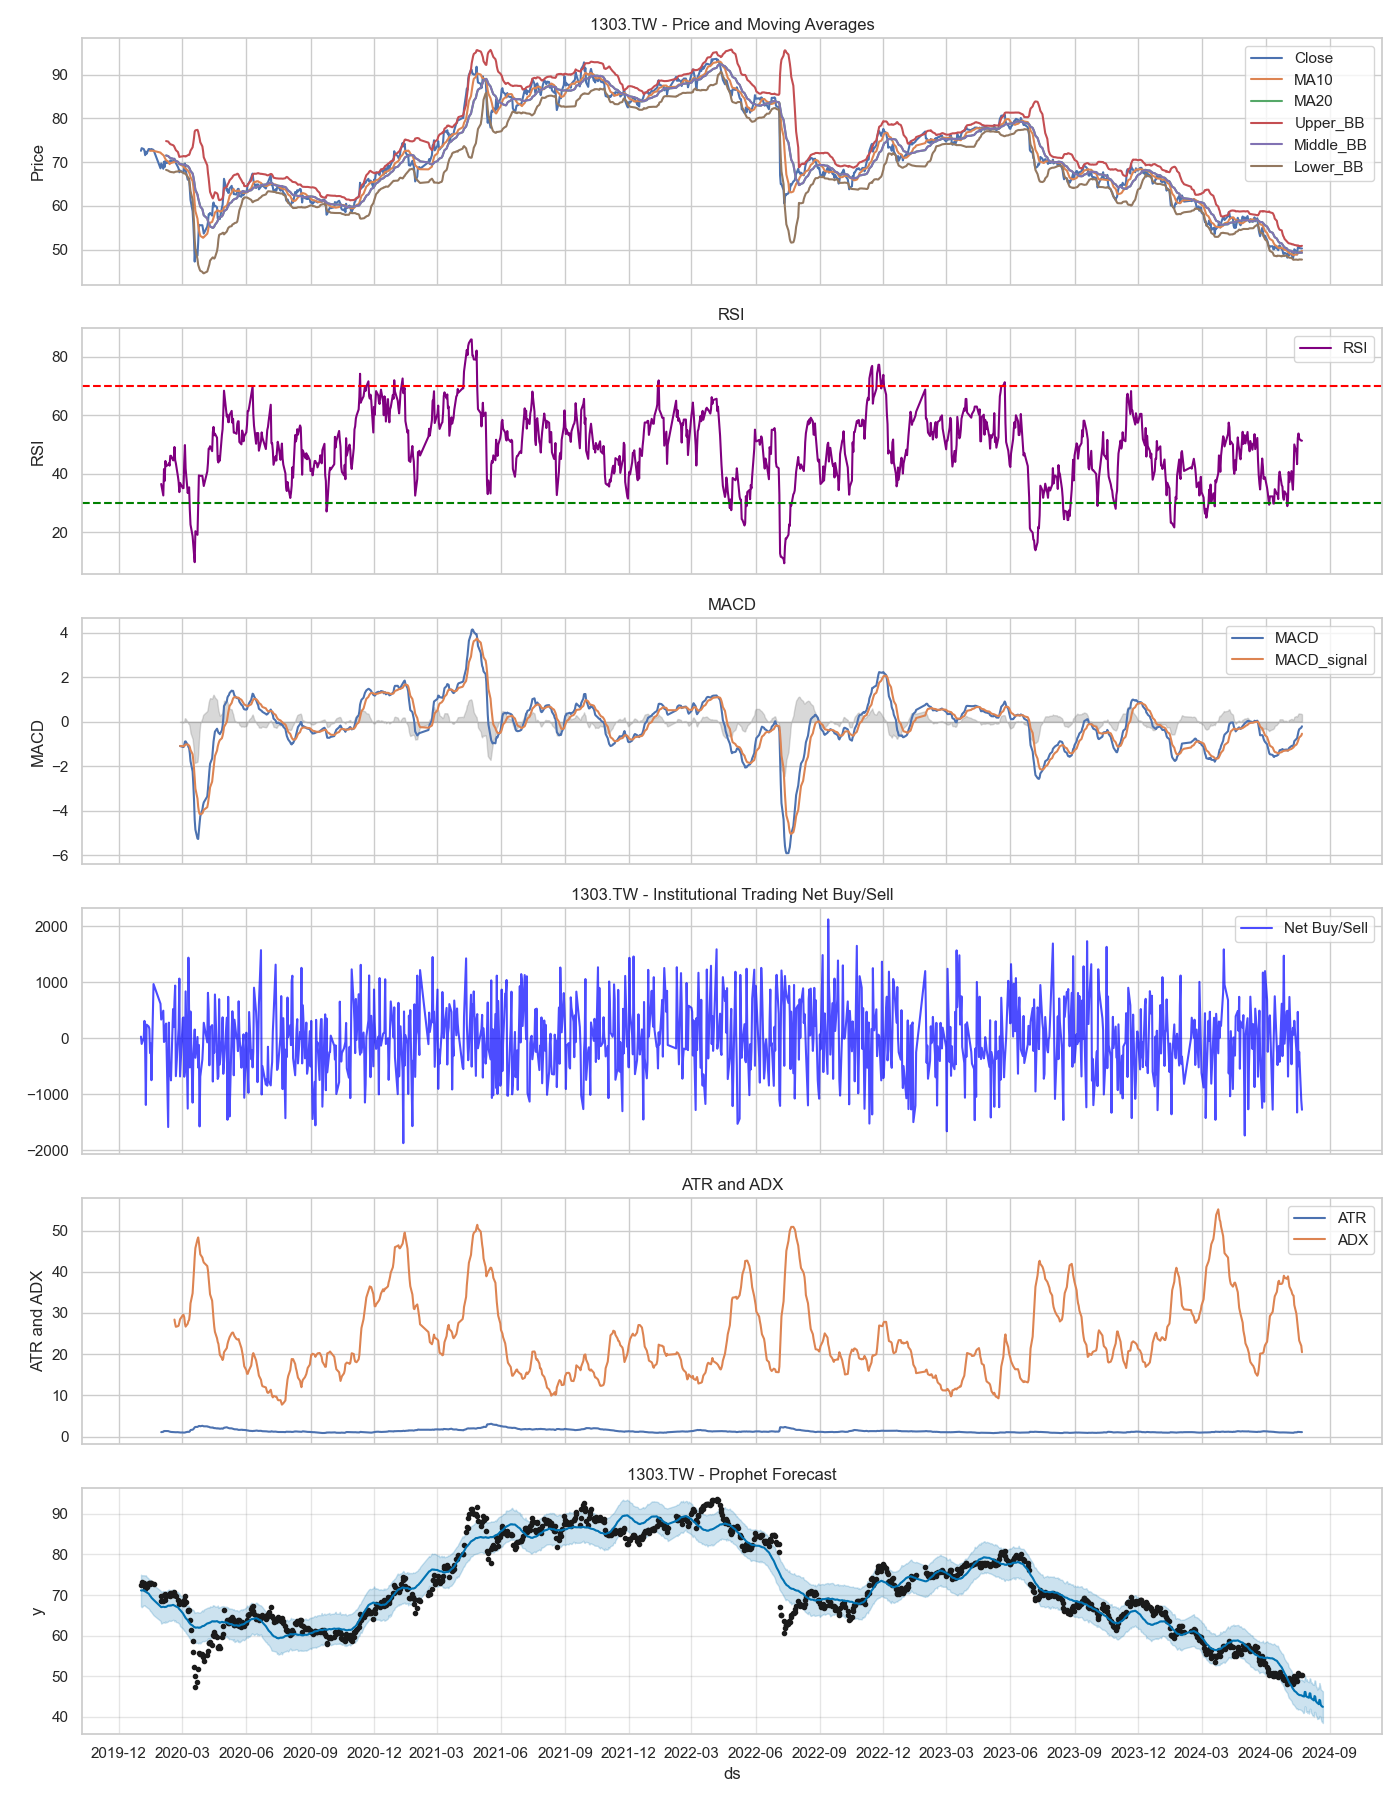 1303.TW - Price and Moving Averages
Price
90
80
70
60
50
Close
MA10
MA20
Upper_BB
Middle_BB
Lower_BB
RSI
RSI
80
60
40
20
RSI
MACD
MACD
4
2
0
−2
−4
−6
MACD
MACD_signal
1303.TW - Institutional Trading Net Buy/Sell
2000
1000
0
−1000
−2000
Net Buy/Sell
ATR and ADX
ATR and ADX
50
40
30
20
10
0
ATR
ADX
1303.TW - Prophet Forecast
y
90
80
70
60
50
40
2019-12 2020-03 2020-06 2020-09 2020-12 2021-03 2021-06 2021-09 2021-12 2022-03 2022-06 2022-09 2022-12 2023-03 2023-06 2023-09 2023-12 2024-03 2024-06 2024-09
ds